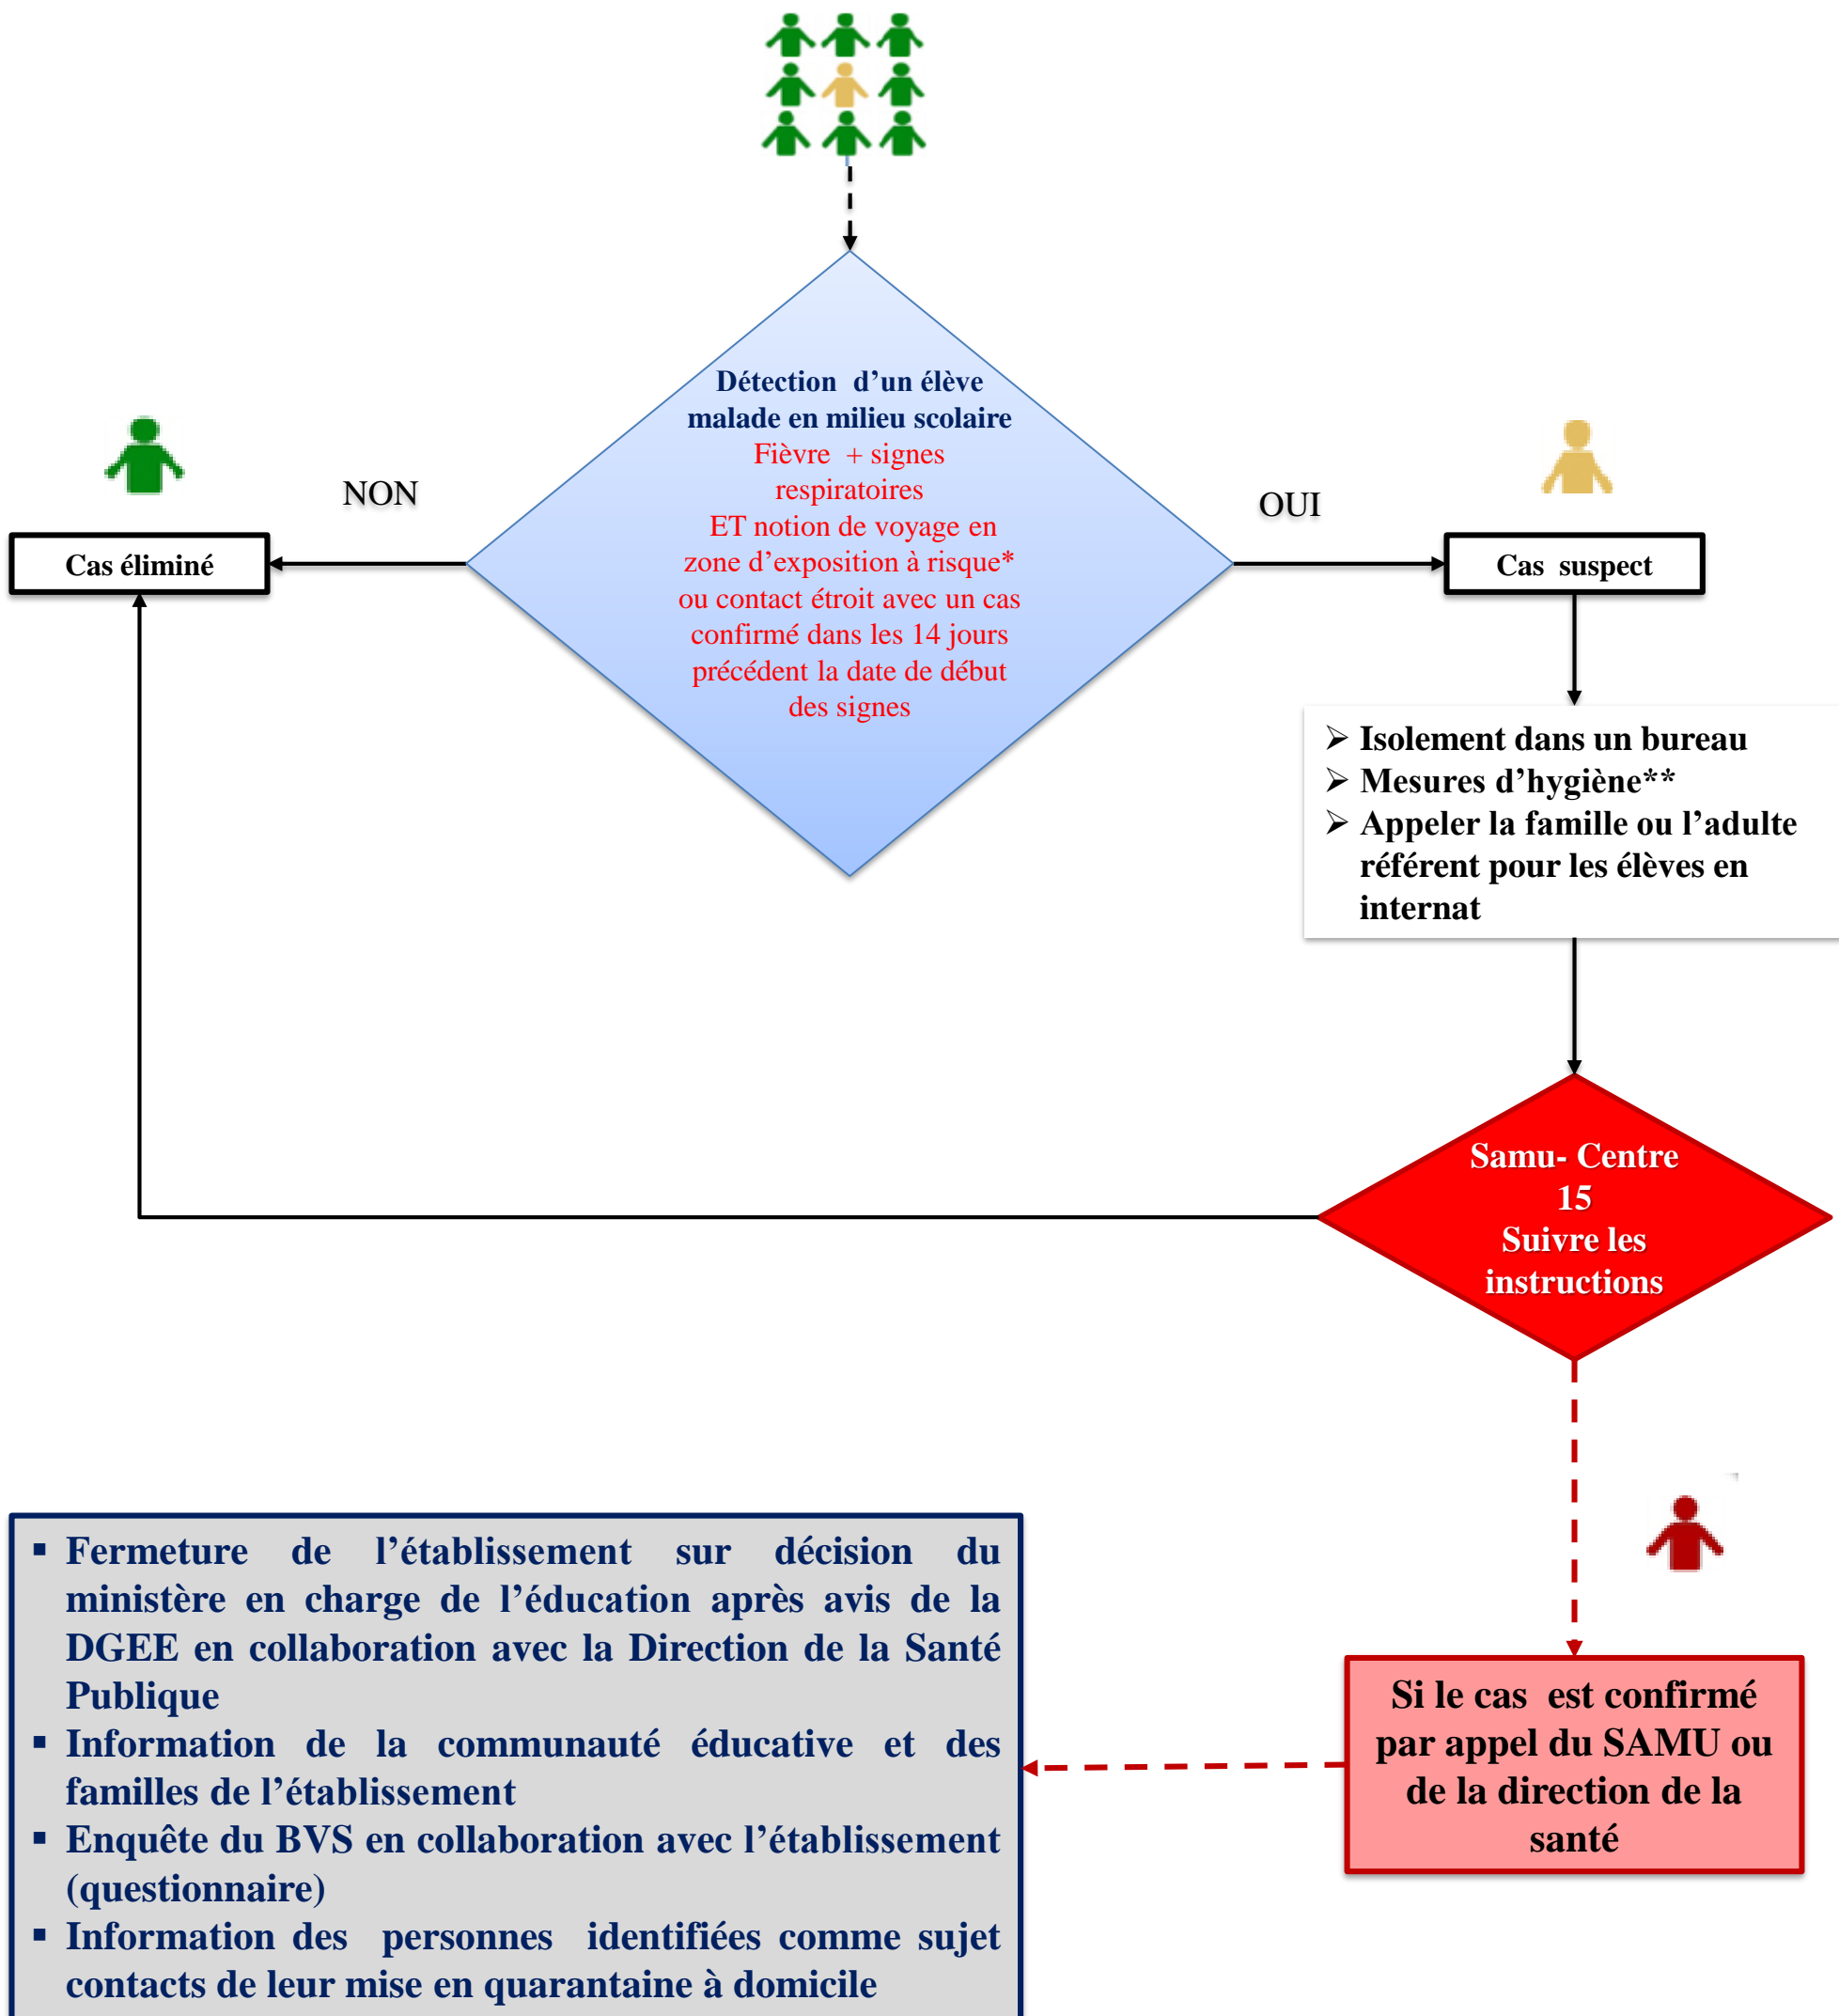 Détection d’un élève
malade en milieu scolaire
Fièvre + signes
respiratoires
ET notion de voyage en
zone d’exposition à risque*
ou contact étroit avec un cas
confirmé dans les 14 jours
précédent la date de début
des signes
NON
OUI
Cas éliminé
Cas suspect
➢ Isolement dans un bureau
➢ Mesures d’hygiène**
➢ Appeler la famille ou l’adulte
référent pour les élèves en
internat
Samu- Centre
15
Suivre les
instructions
Si le cas est confirmé
par appel du SAMU ou
de la direction de la
santé
▪ Fermeture de l’établissement sur décision du
ministère en charge de l’éducation après avis de la
DGEE en collaboration avec la Direction de la Santé
Publique
▪ Information de la communauté éducative et des
familles de l’établissement
▪ Enquête du BVS en collaboration avec l’établissement
(questionnaire)
▪ Information des personnes identifiées comme sujet
contacts de leur mise en quarantaine à domicile